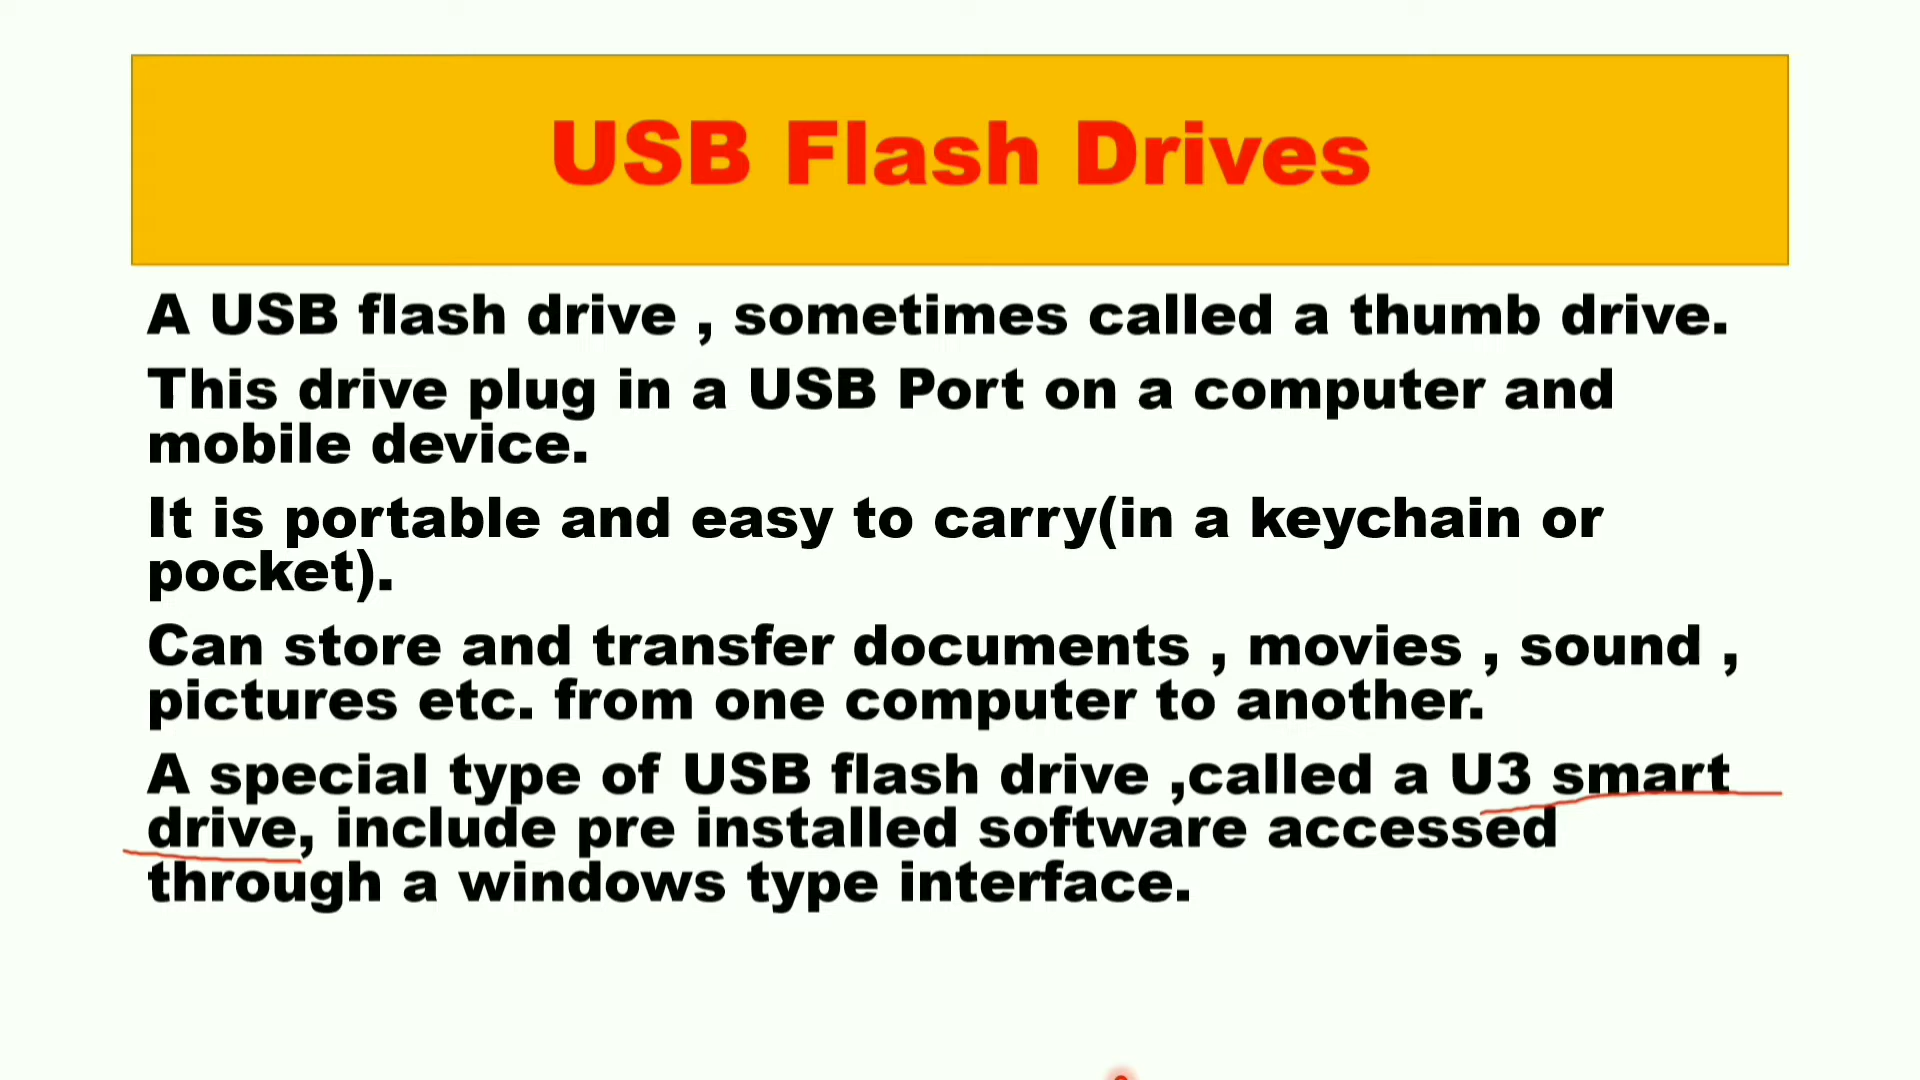 USB Flash Drives
A USB flash drive , sometimes called a thumb drive.
This drive plug in a USB Port on a computer and
mobile device.
It is portable and easy to carry(in a keychain or
pocket).
Can store and transfer documents , movies , sound ,
pictures etc. from one computer to another.
A special type of USB flash drive ,called a U3 smart
drive, include pre installed software accessed
through a windows type interface.